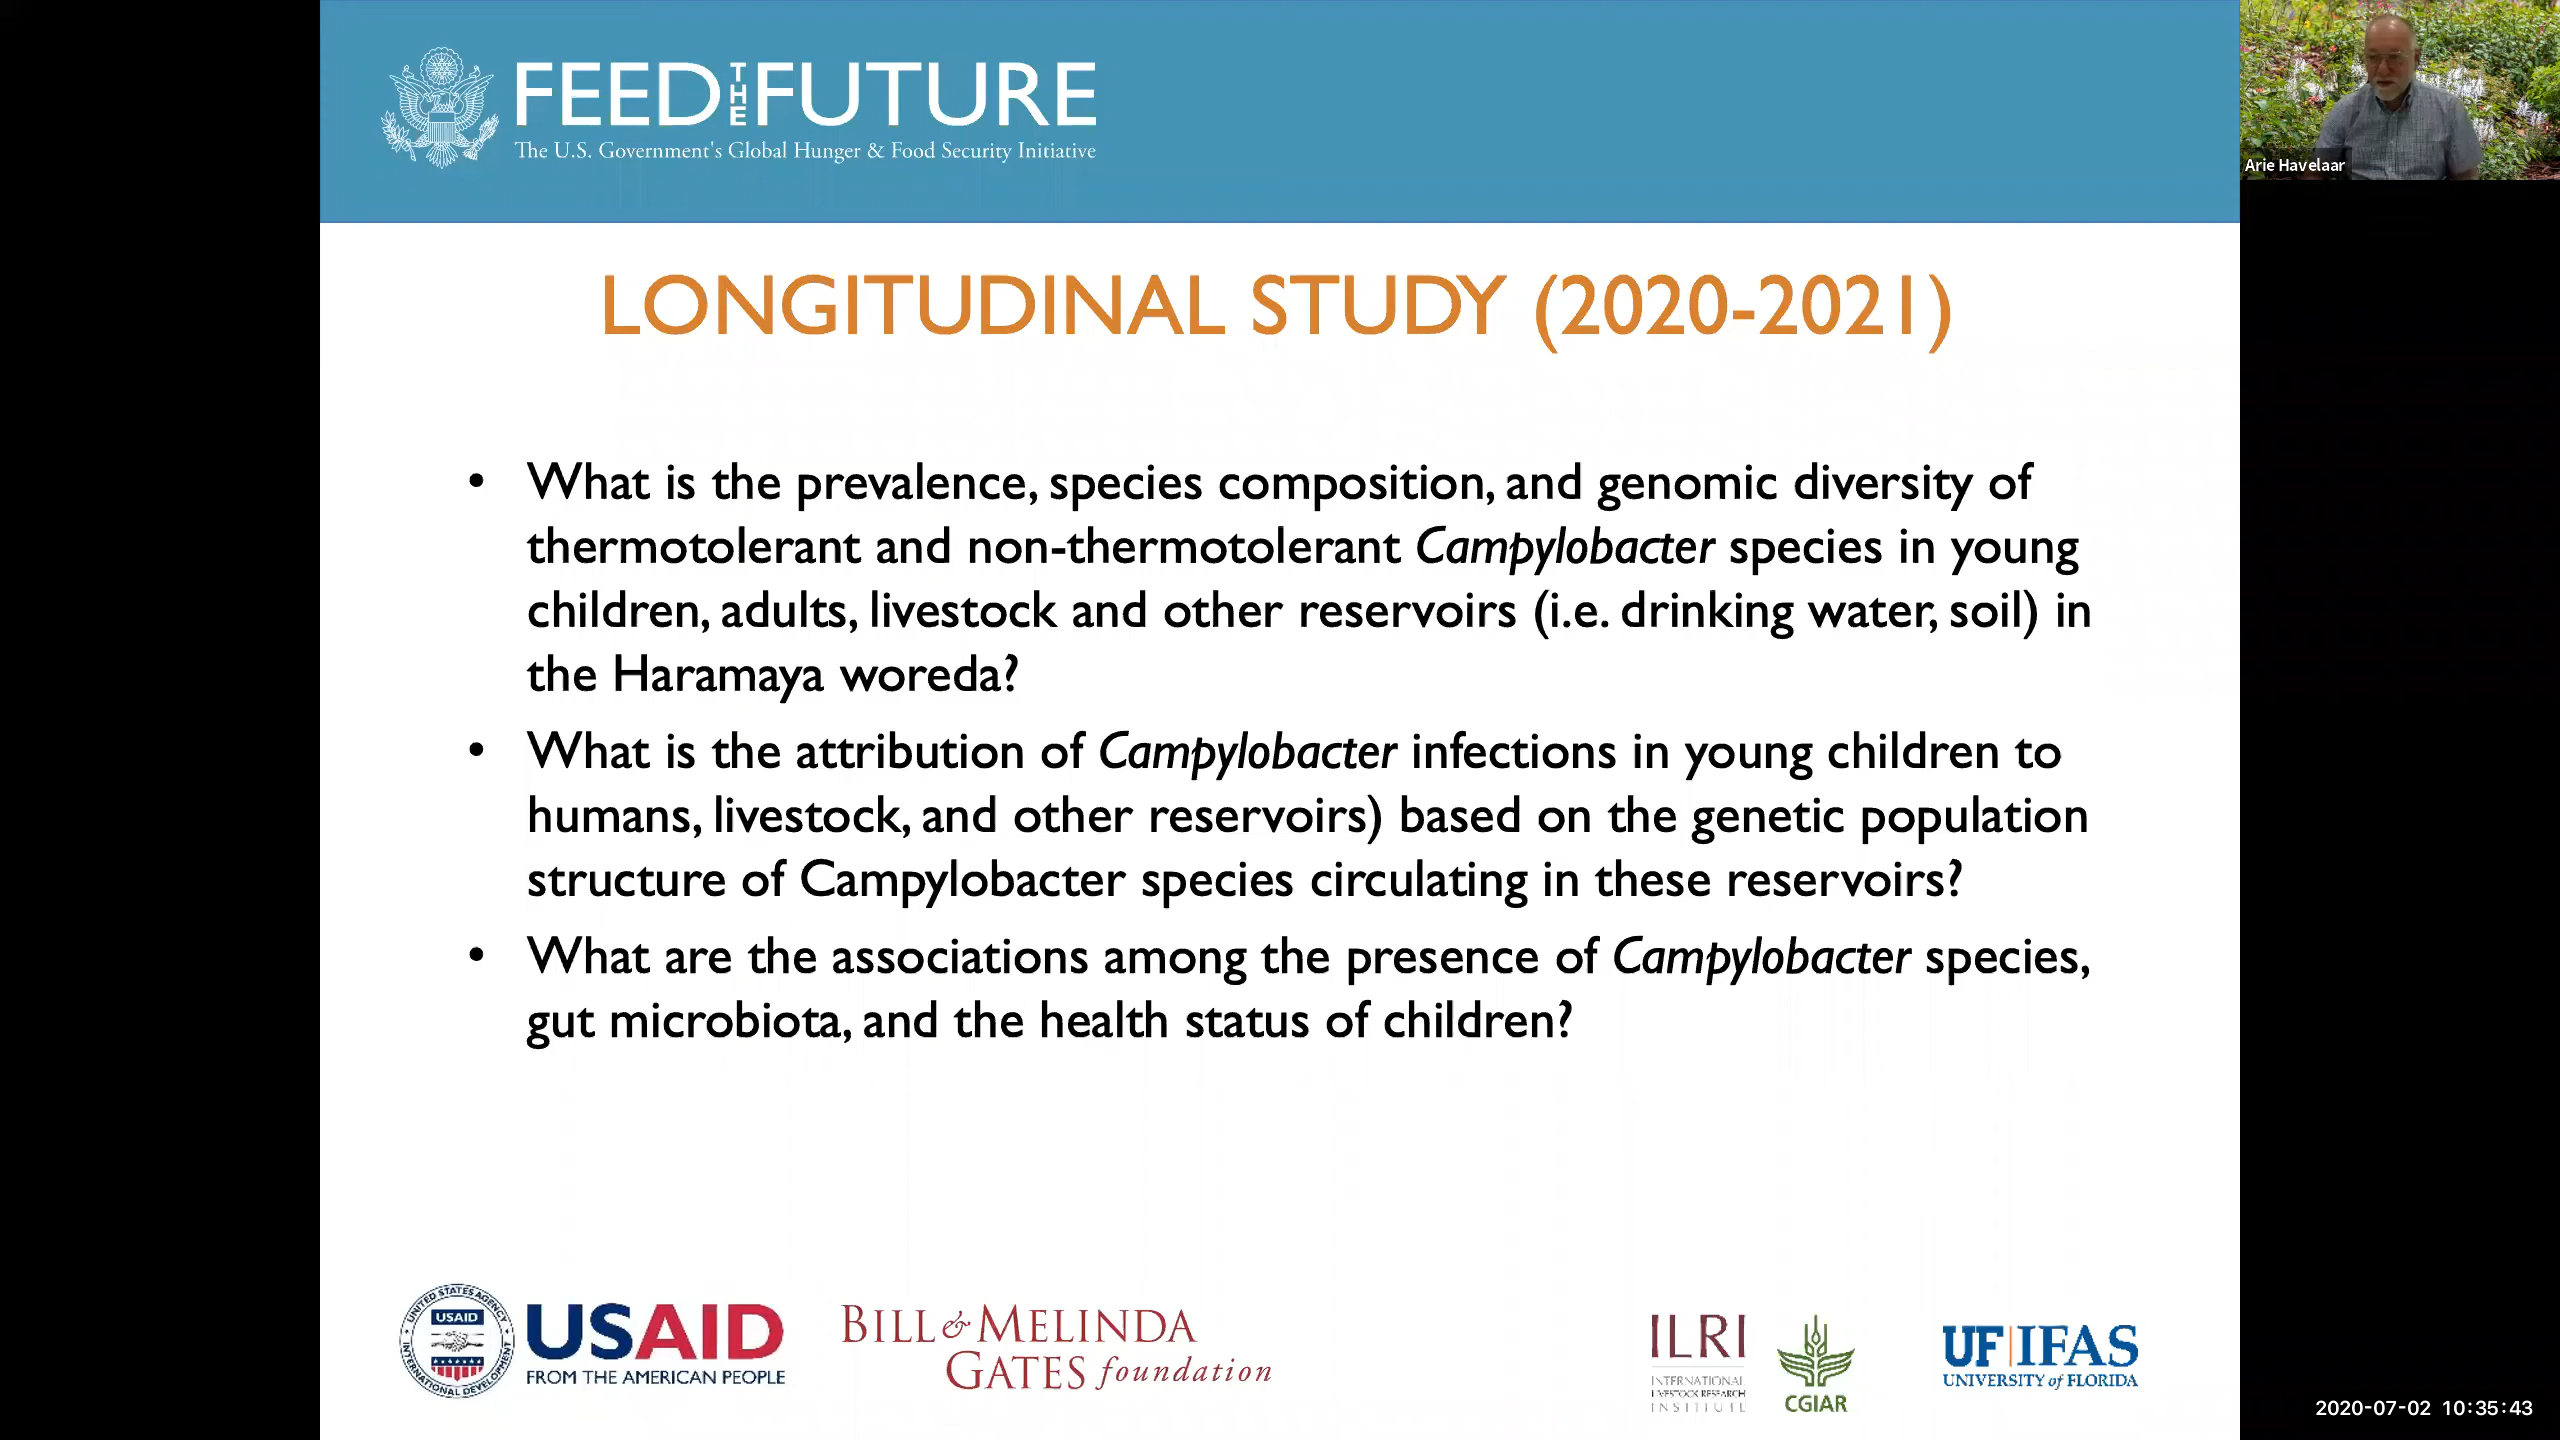 FEED THE FUTURE
The U.S. Government's Global Hunger & Food Security Initiative
Arie Havelaar
LONGITUDINAL STUDY (2020-2021)
• What is the prevalence, species composition, and genomic diversity of
thermotolerant and non-thermotolerant Campylobacter species in young
children, adults, livestock and other reservoirs (i.e. drinking water, soil) in
the Haramaya woreda?
• What is the attribution of Campylobacter infections in young children to
humans, livestock, and other reservoirs) based on the genetic population
structure of Campylobacter species circulating in these reservoirs?
• What are the associations among the presence of Campylobacter species,
gut microbiota, and the health status of children?
UNITED STATES AGENCY
USAID
INTERNATIONAL DEVELOPMENT
USAID
FROM THE AMERICAN PEOPLE
BILL & MELINDA
GATES foundation
ILRI
INTERNATIONAL
LIVESTOCK RESEARCH
INSTITUTE
CGIAR
UF|IFAS
UNIVERSITY of FLORIDA
2020-07-02 10:35:43